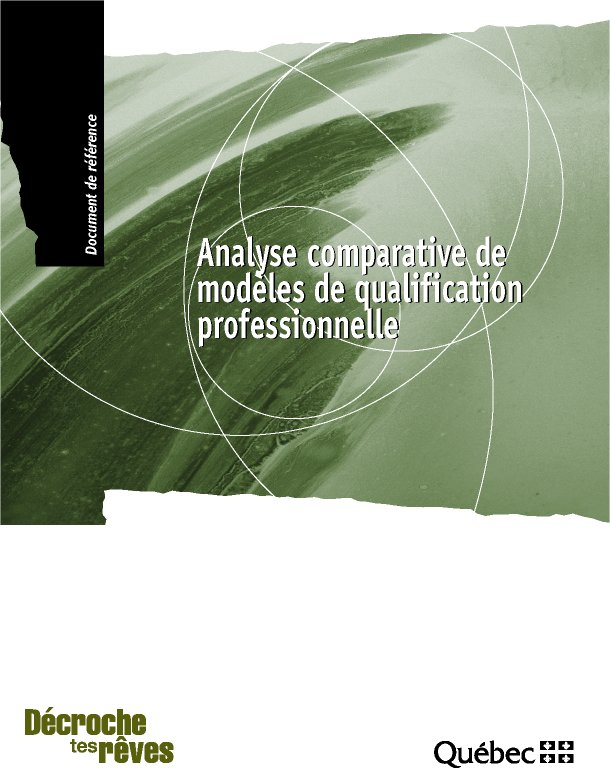 Document de référence
Analyse comparative de
modèles de qualification
professionnelle
Décroche
tes rêves
Québec